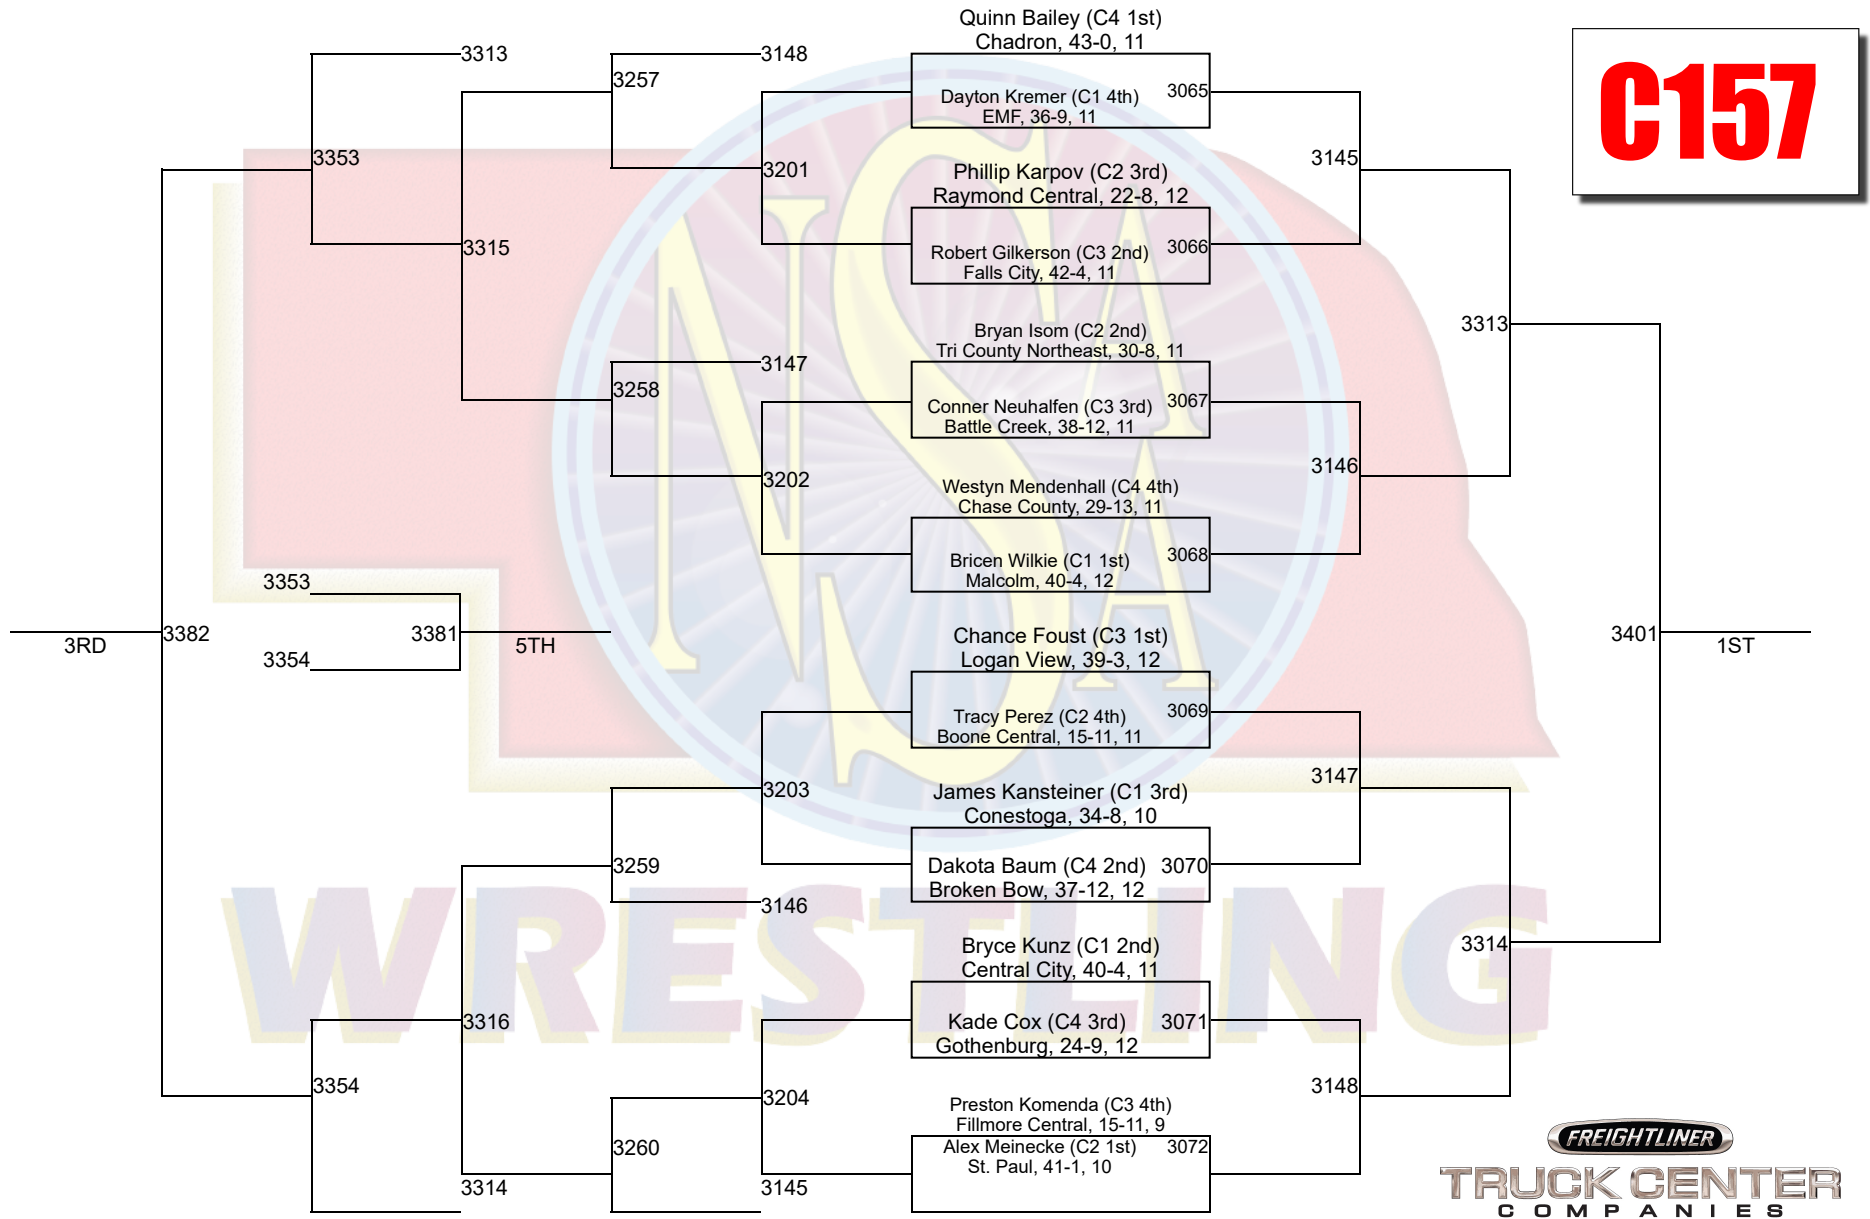 Quinn Bailey (C4 1st)
Chadron, 43-0, 11
C157
3313
3148
3257
Dayton Kremer (C1 4th)
EMF, 36-9, 11
3065
3353
3201
3145
Phillip Karpov (C2 3rd)
Raymond Central, 22-8, 12
3315
Robert Gilkerson (C3 2nd)
Falls City, 42-4, 11
3066
3313
Bryan Isom (C2 2nd)
Tri County Northeast, 30-8, 11
3147
3258
Conner Neuhalfen (C3 3rd)
Battle Creek, 38-12, 11
3067
3202
3146
Westyn Mendenhall (C4 4th)
Chase County, 29-13, 11
Bricen Wilkie (C1 1st)
Malcolm, 40-4, 12
3068
3353
3RD
3382
3381
5TH
3401
1ST
3354
Chance Foust (C3 1st)
Logan View, 39-3, 12
Tracy Perez (C2 4th)
Boone Central, 15-11, 11
3069
3203
3147
James Kansteiner (C1 3rd)
Conestoga, 34-8, 10
3259
Dakota Baum (C4 2nd)
Broken Bow, 37-12, 12
3070
3146
Bryce Kunz (C1 2nd)
Central City, 40-4, 11
3314
3316
Kade Cox (C4 3rd)
Gothenburg, 24-9, 12
3071
3354
3204
3148
Preston Komenda (C3 4th)
Fillmore Central, 15-11, 9
3260
Alex Meinecke (C2 1st)
St. Paul, 41-1, 10
3072
3314
3145
NSAA
WRESTLING
FREIGHTLINER
TRUCK CENTER
COMPANIES